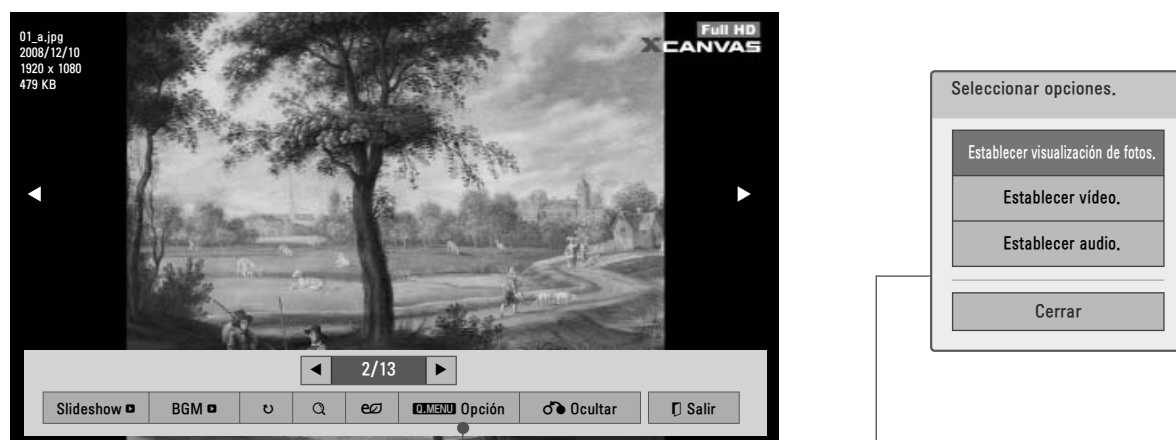 01_a.jpg
2008/12/10
1920 x 1080
479 KB
Full HD
XCANVAS
2/13
Slideshow
BGM
Q.MENU Opción
Ocultar
Salir
Seleccionar opciones.
Establecer visualización de fotos.
Establecer vídeo.
Establecer audio.
Cerrar